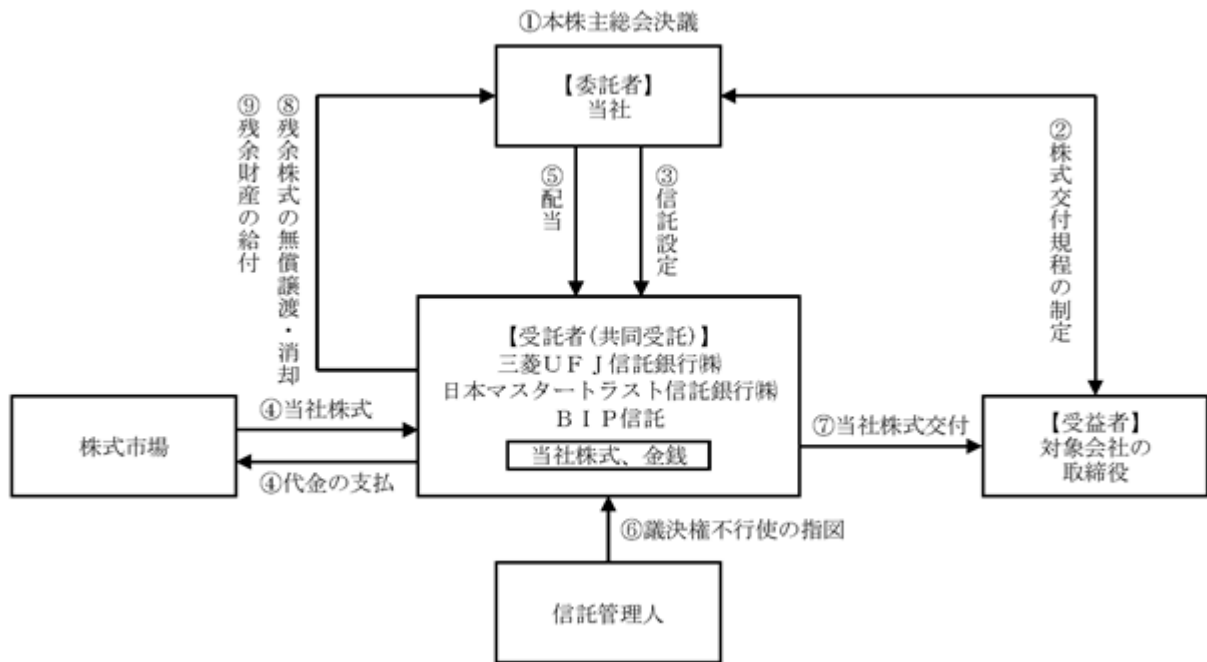 ①本株主総会決議
【委託者】
当社
⑨残余財産の給付
⑧残余株式の無償譲渡・消却
⑤配当
③信託設定
②株式交付規程の制定
【受託者(共同受託)】
三菱ＵＦＪ信託銀行㈱
日本マスタートラスト信託銀行㈱
ＢＩＰ信託
当社株式、金銭
株式市場
④当社株式
④代金の支払
⑦当社株式交付
【受益者】
対象会社の
取締役
⑥議決権不行使の指図
信託管理人